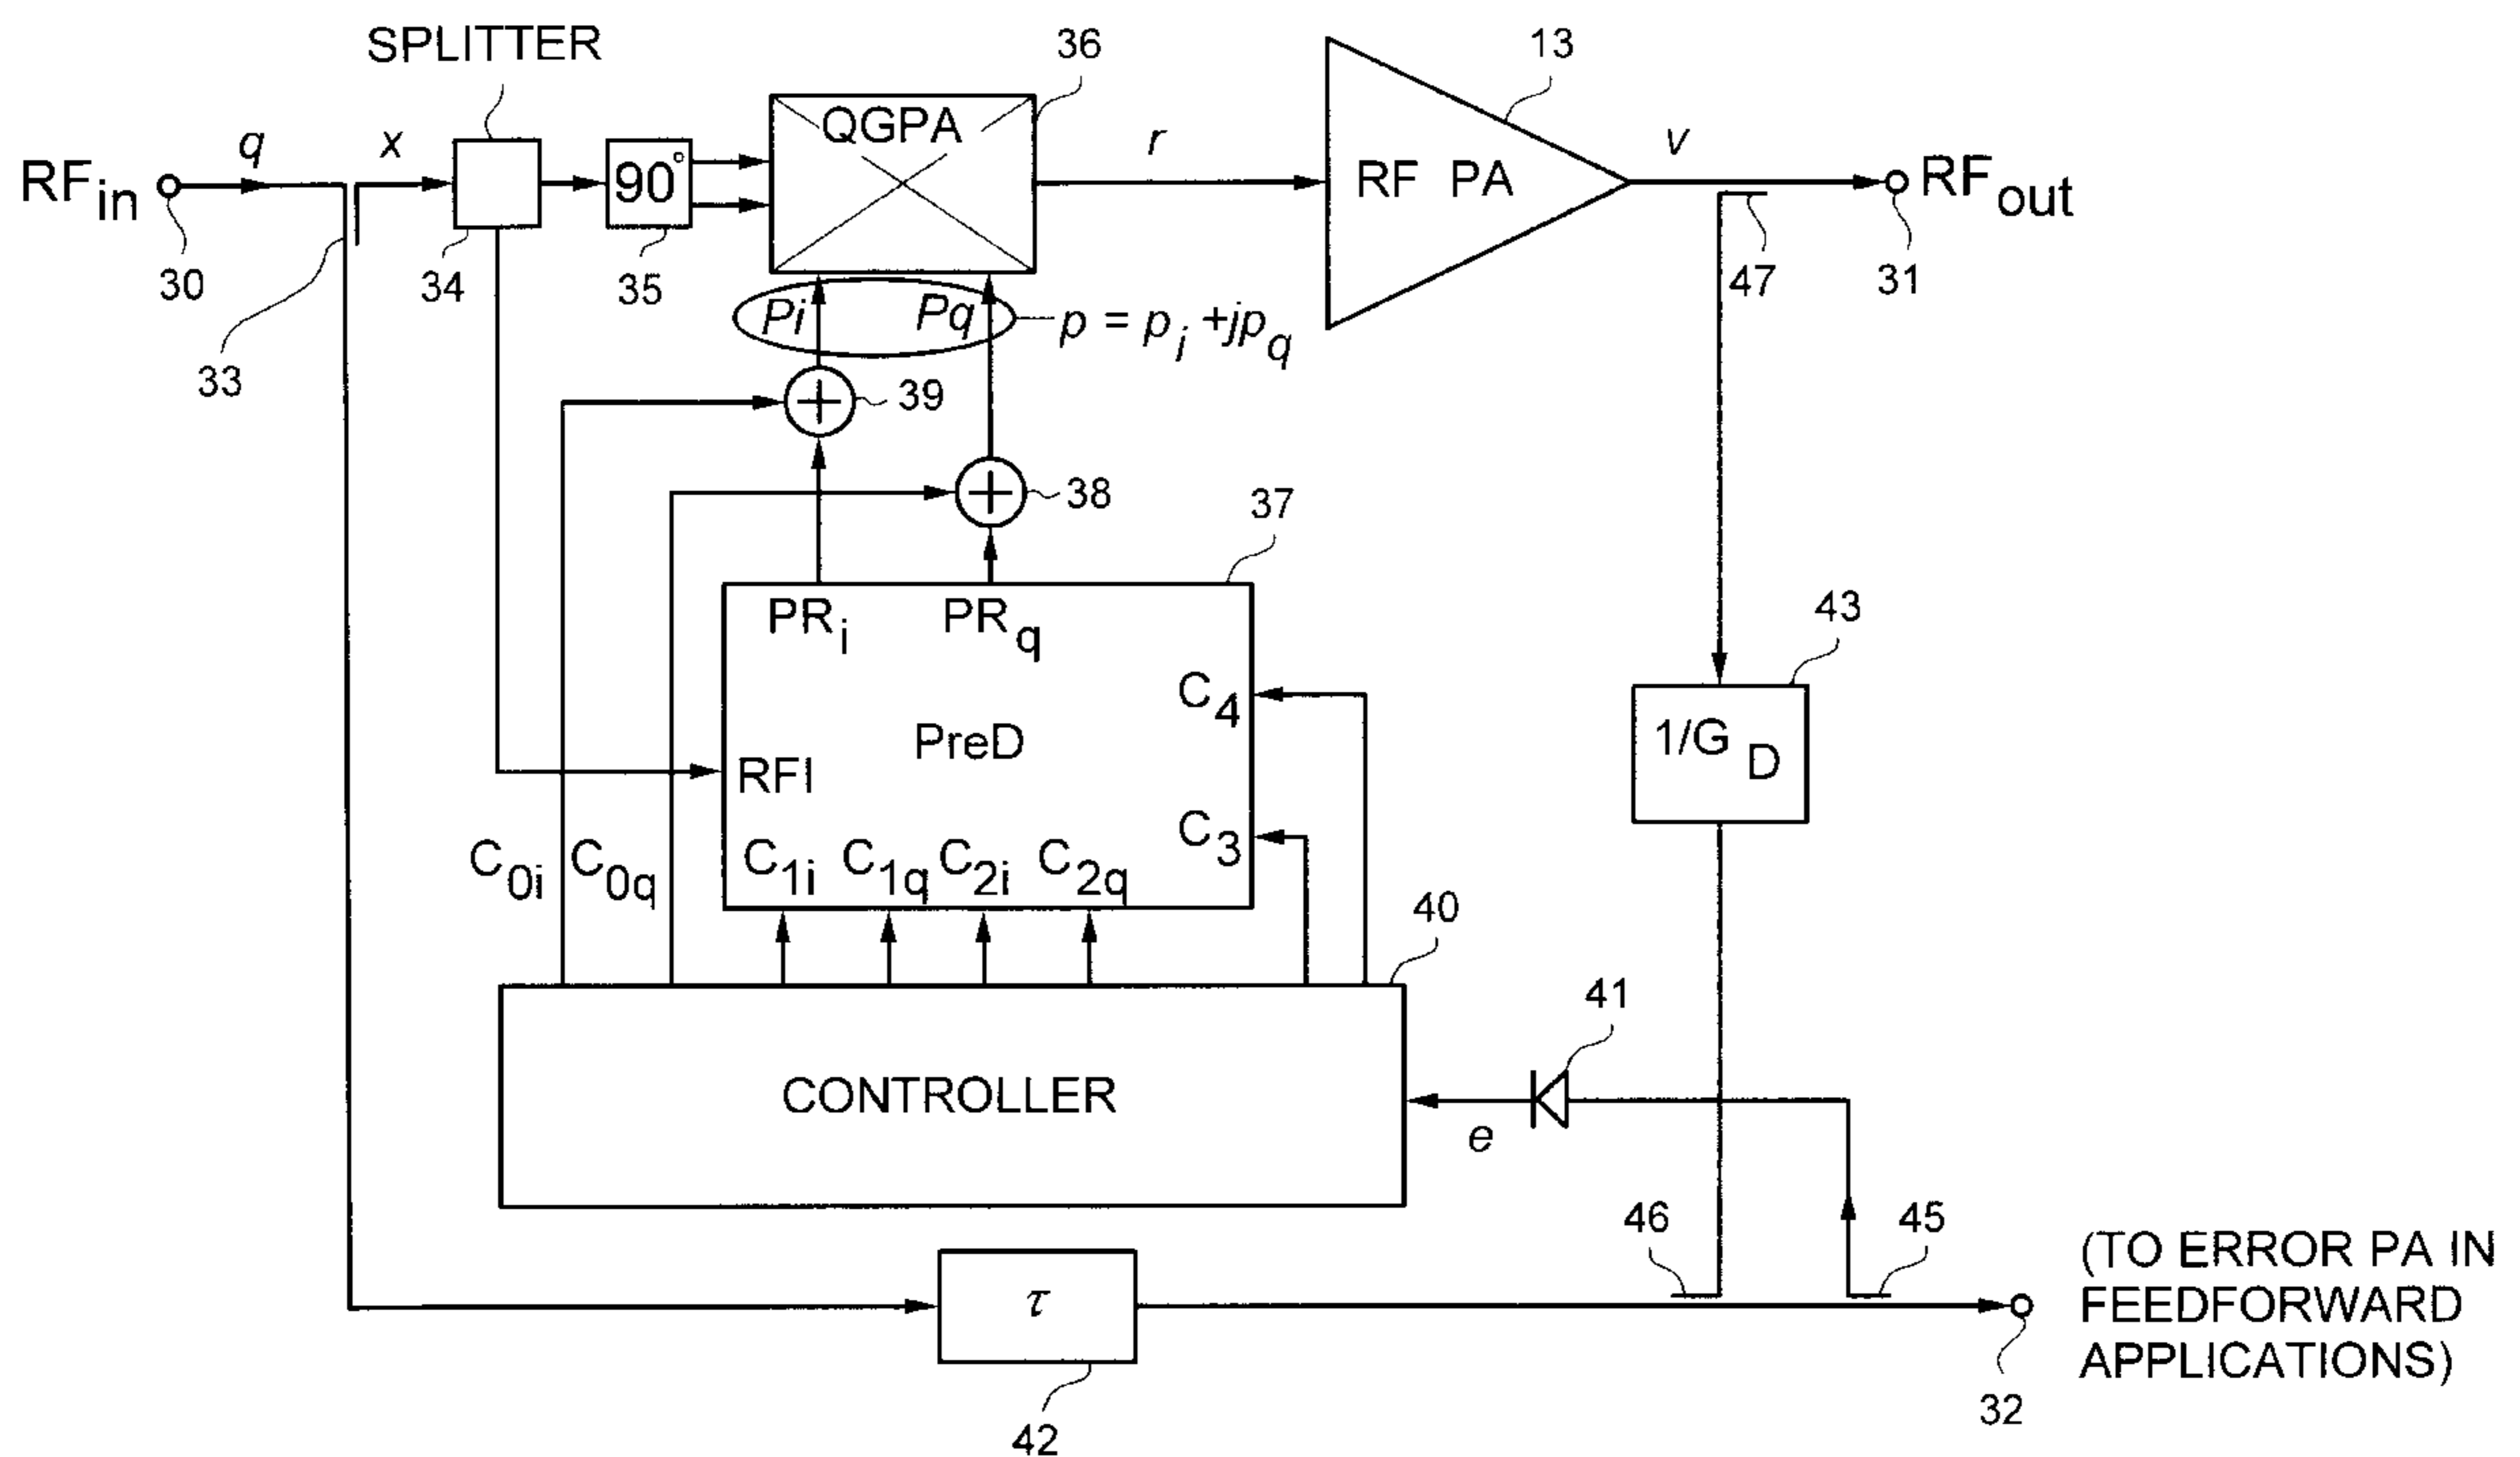 SPLITTER
36
13
RFin
q
x
QGPA
r
RF PA
v
RFout
90°
30
34
35
47
31
Pi
Pq
p = pi +jpq
33
39
38
37
PRi
PRq
43
C4
PreD
1/GD
RFI
C3
C0i
C0q
C1i
C1q
C2i
C2q
40
41
CONTROLLER
e
46
45
(TO ERROR PA IN
FEEDFORWARD
APPLICATIONS)
τ
32
42